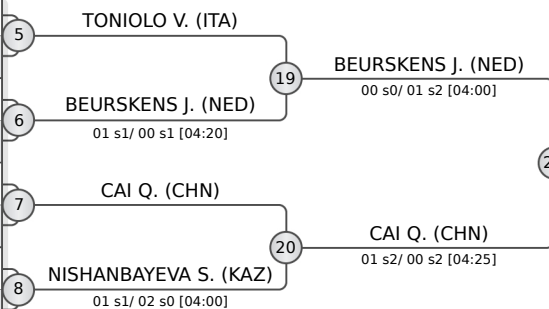 TONIOLO V. (ITA)
5
19
BEURSKENS J. (NED)
00 s0/ 01 s2 [04:00]
BEURSKENS J. (NED)
6
01 s1/ 00 s1 [04:20]
CAI Q. (CHN)
7
20
CAI Q. (CHN)
01 s2/ 00 s2 [04:25]
NISHANBAYEVA S. (KAZ)
8
01 s1/ 02 s0 [04:00]